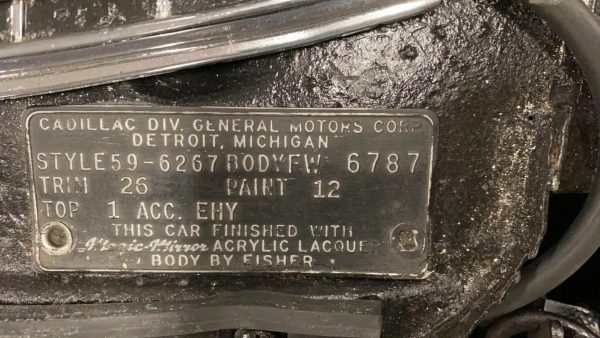 CADILLAC DIV. GENERAL MOTORS CORP.
DETROIT, MICHIGAN
STYLE 59-6267 BODY FW 6787
TRIM 26 PAINT 12
TOP 1 ACC. EHY
THIS CAR FINISHED WITH
Magic-Mirror ACRYLIC LACQUER
BODY BY FISHER